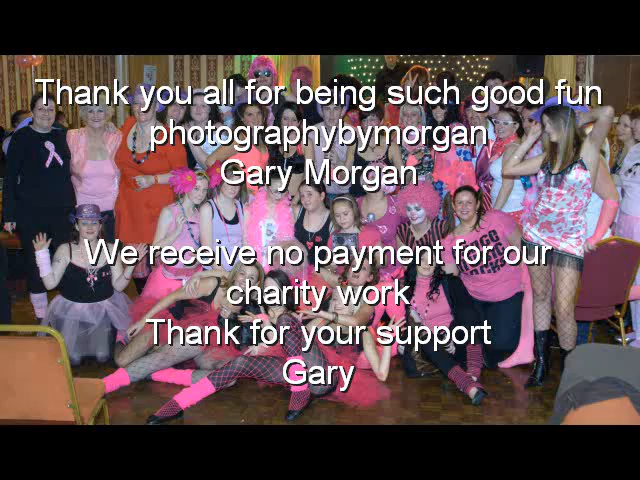 Thank you all for being such good fun
photographybymorgan
Gary Morgan
We receive no payment for our
charity work
Thank for your support
Gary